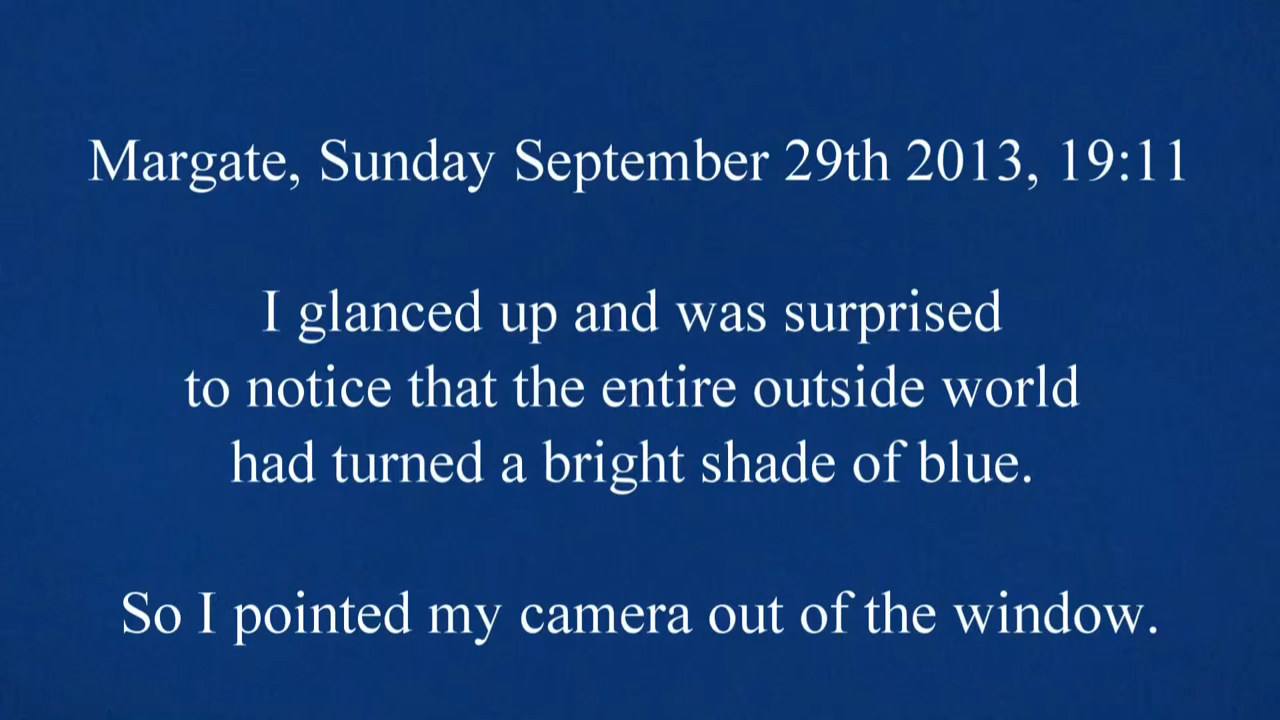 Margate, Sunday September 29th 2013, 19:11
I glanced up and was surprised
to notice that the entire outside world
had turned a bright shade of blue.
So I pointed my camera out of the window.